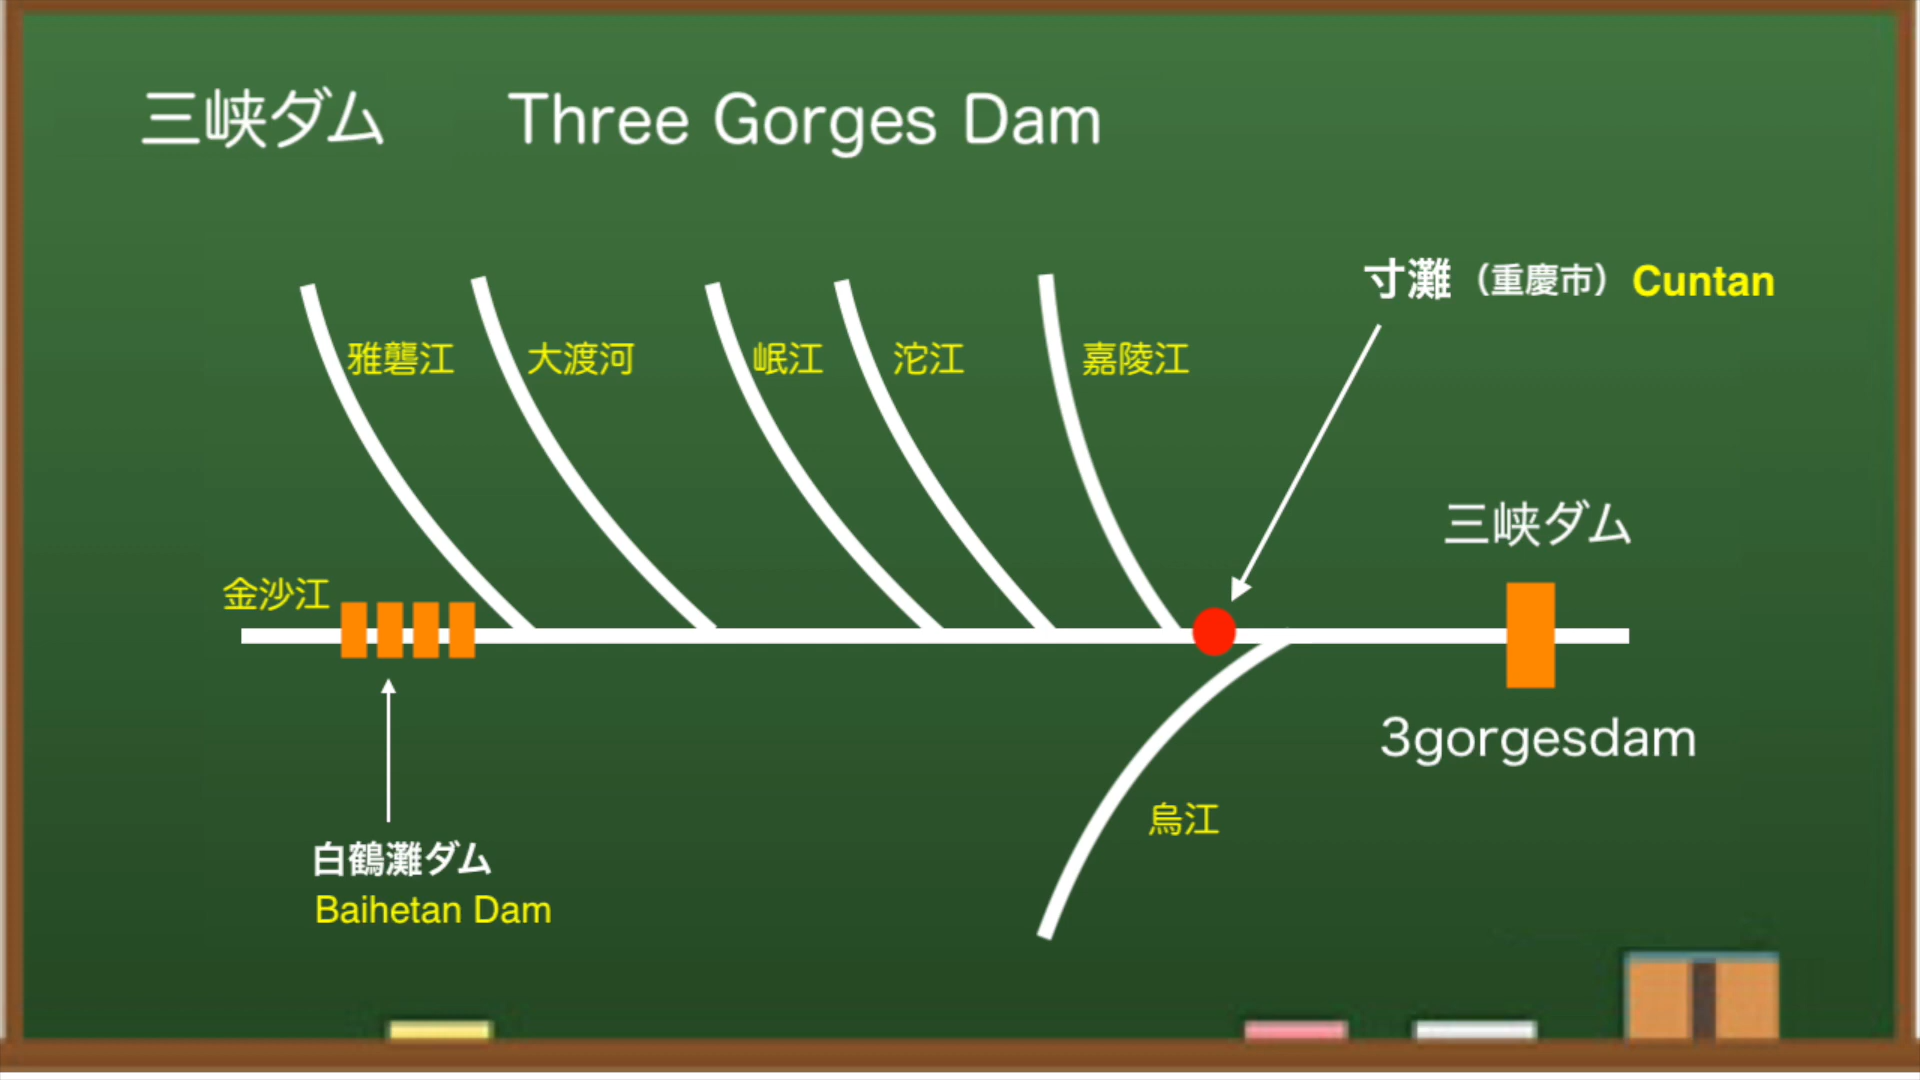 三峡ダム Three Gorges Dam
寸灘（重慶市）Cuntan
雅礱江 大渡河 岷江 沱江 嘉陵江
三峡ダム
金沙江
3gorgesdam
烏江
白鶴灘ダム
Baihetan Dam